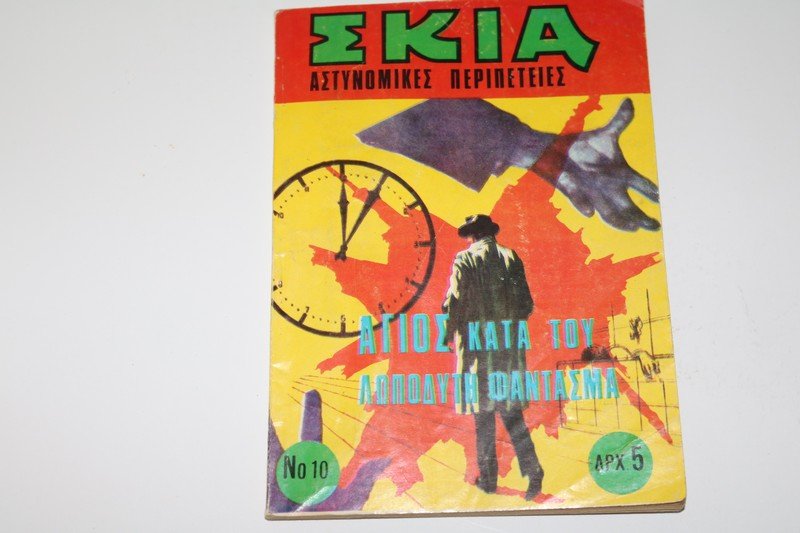 ΣΚΙΑ
ΑΣΤΥΝΟΜΙΚΕΣ ΠΕΡΙΠΕΤΕΙΕΣ
ΑΓΙΟΣ ΚΑΤΑ ΤΟΥ
ΛΩΠΟΔΥΤΗ ΦΑΝΤΑΣΜΑ
Νο 10
ΔΡΧ. 5